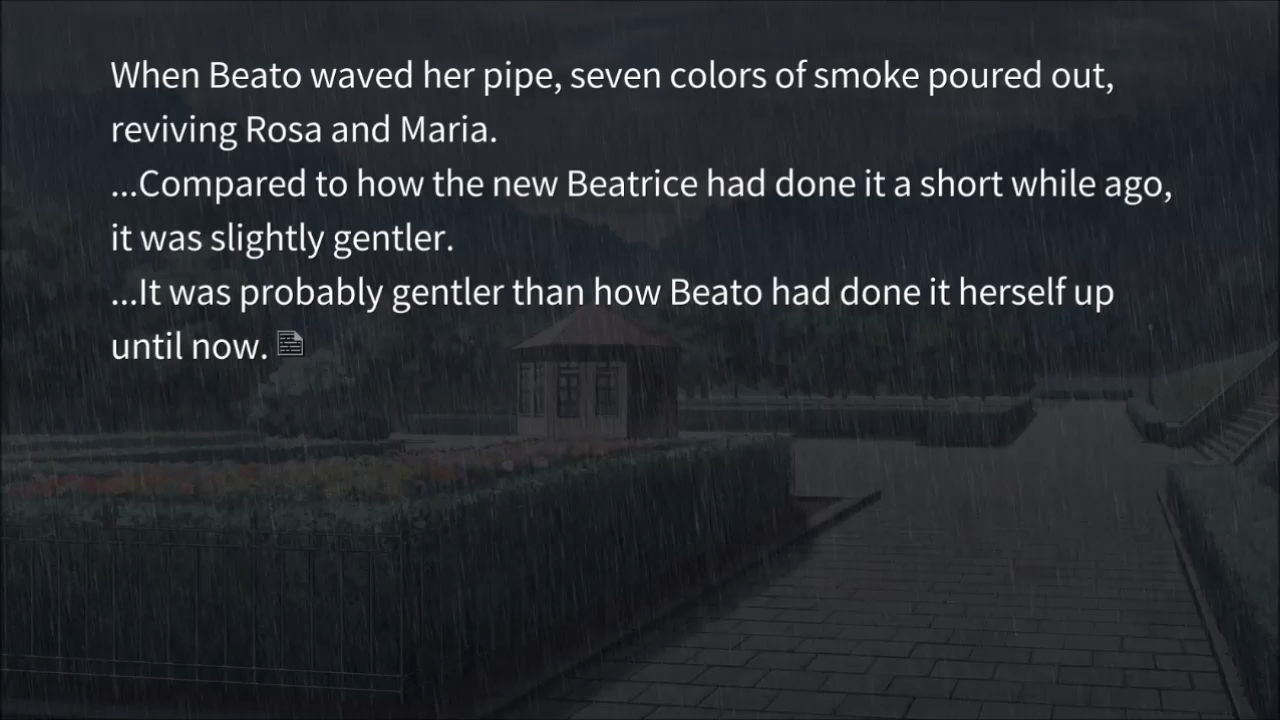 When Beato waved her pipe, seven colors of smoke poured out,
reviving Rosa and Maria.
...Compared to how the new Beatrice had done it a short while ago,
it was slightly gentler.
...It was probably gentler than how Beato had done it herself up
until now.